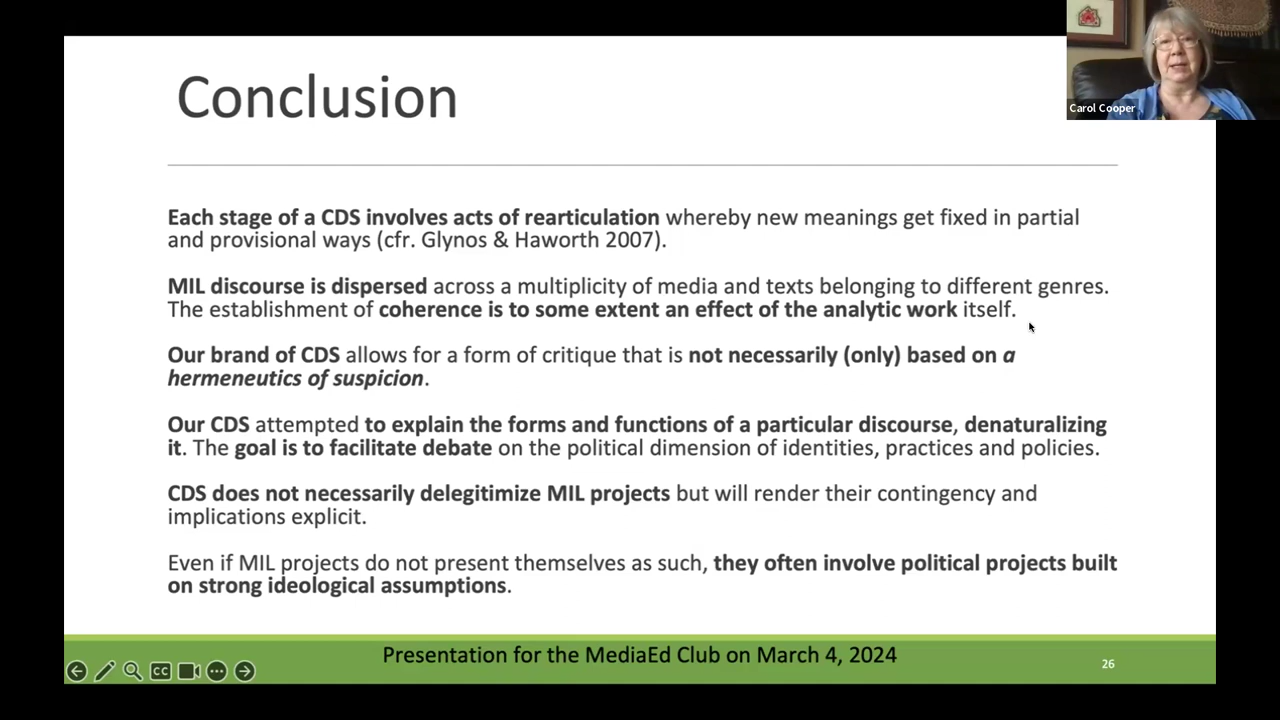 Conclusion
Carol Cooper
Each stage of a CDS involves acts of rearticulation whereby new meanings get fixed in partial
and provisional ways (cfr. Glynos & Haworth 2007).
MIL discourse is dispersed across a multiplicity of media and texts belonging to different genres.
The establishment of coherence is to some extent an effect of the analytic work itself.
Our brand of CDS allows for a form of critique that is not necessarily (only) based on a
hermeneutics of suspicion.
Our CDS attempted to explain the forms and functions of a particular discourse, denaturalizing
it. The goal is to facilitate debate on the political dimension of identities, practices and policies.
CDS does not necessarily delegitimize MIL projects but will render their contingency and
implications explicit.
Even if MIL projects do not present themselves as such, they often involve political projects built
on strong ideological assumptions.
Presentation for the MediaEd Club on March 4, 2024
CC
26